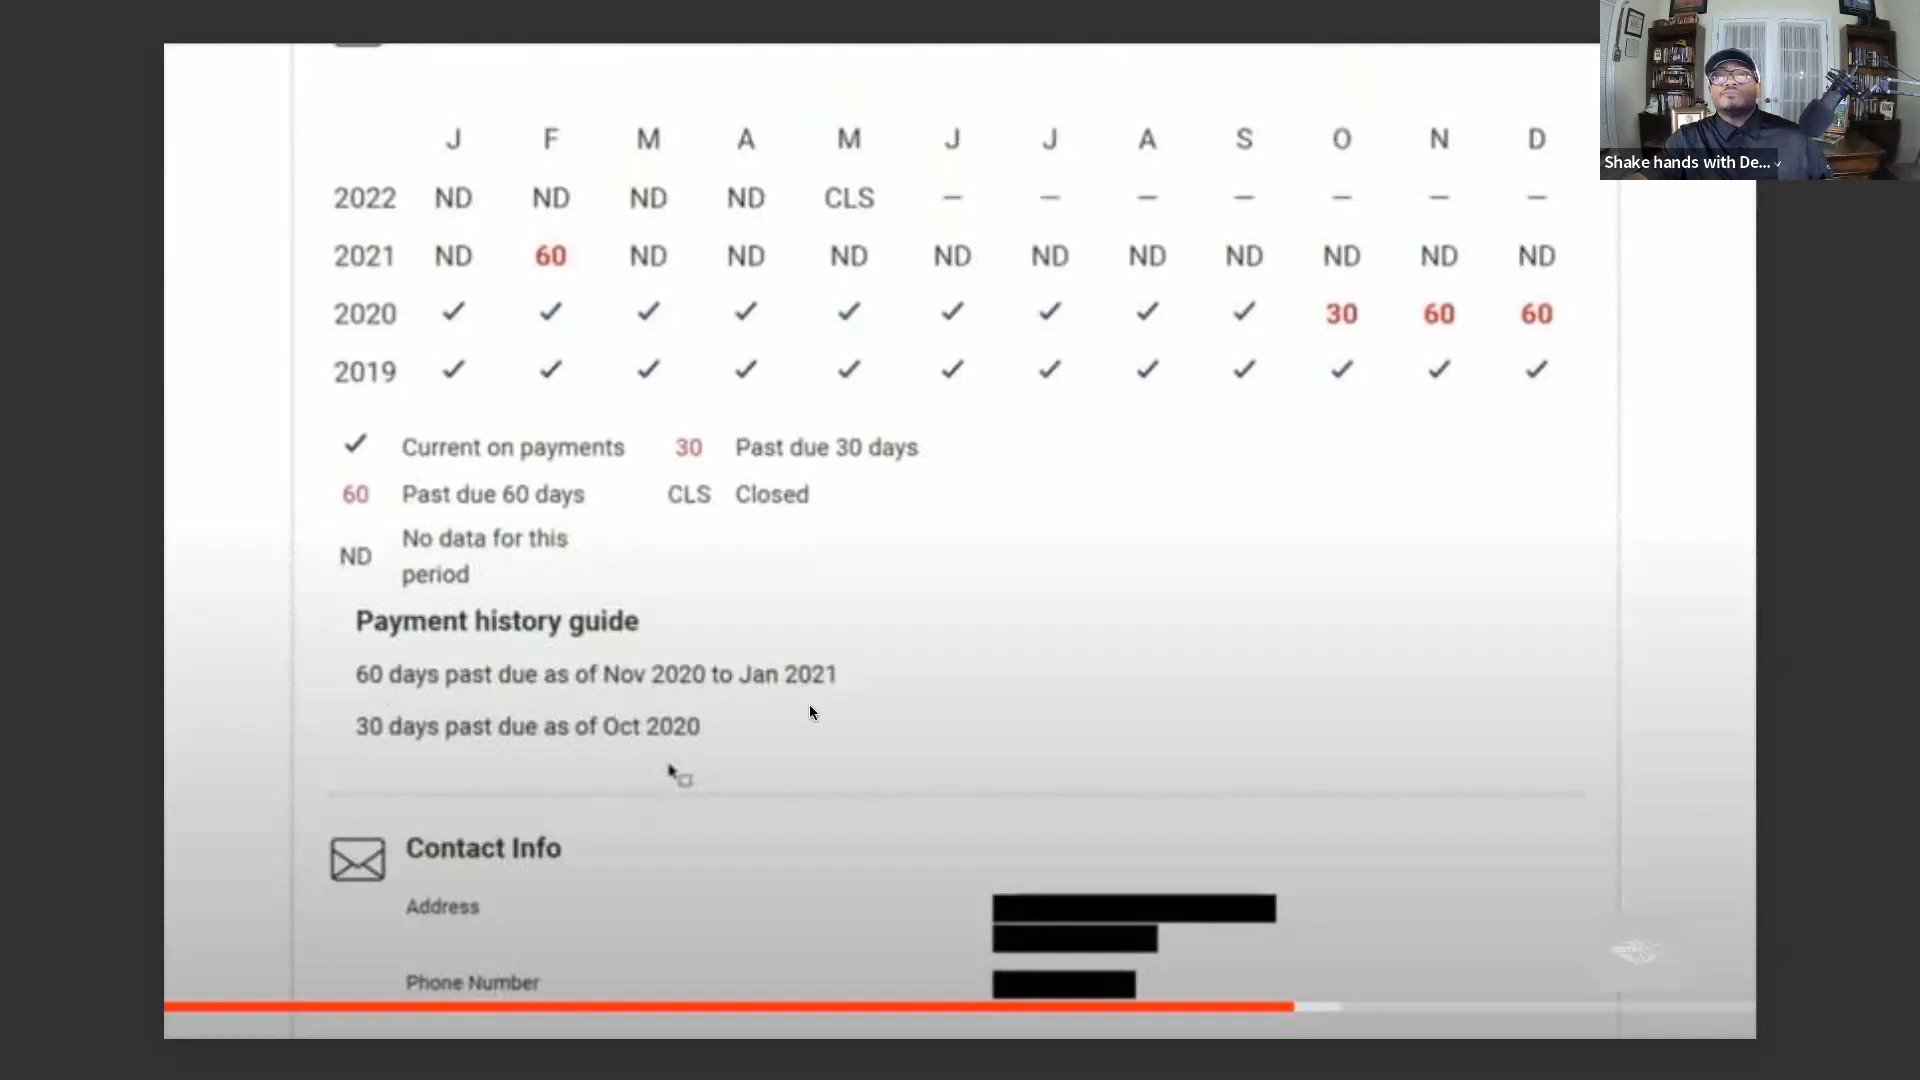 Shake hands with De...
J F M A M J J A S O N D
2022 ND ND ND ND CLS – – – – – – –
2021 ND 60 ND ND ND ND ND ND ND ND ND ND
2020 ✓ ✓ ✓ ✓ ✓ ✓ ✓ ✓ ✓ 30 60 60
2019 ✓ ✓ ✓ ✓ ✓ ✓ ✓ ✓ ✓ ✓ ✓ ✓
✓ Current on payments 30 Past due 30 days
60 Past due 60 days CLS Closed
ND No data for this
period
Payment history guide
60 days past due as of Nov 2020 to Jan 2021
30 days past due as of Oct 2020
Contact Info
Address
Phone Number